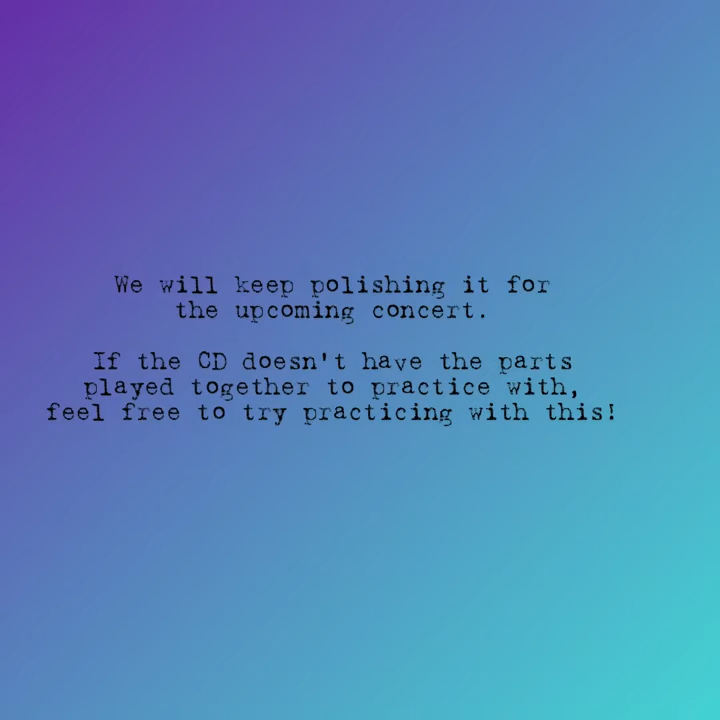 We will keep polishing it for
the upcoming concert.
If the CD doesn't have the parts
played together to practice with,
feel free to try practicing with this!